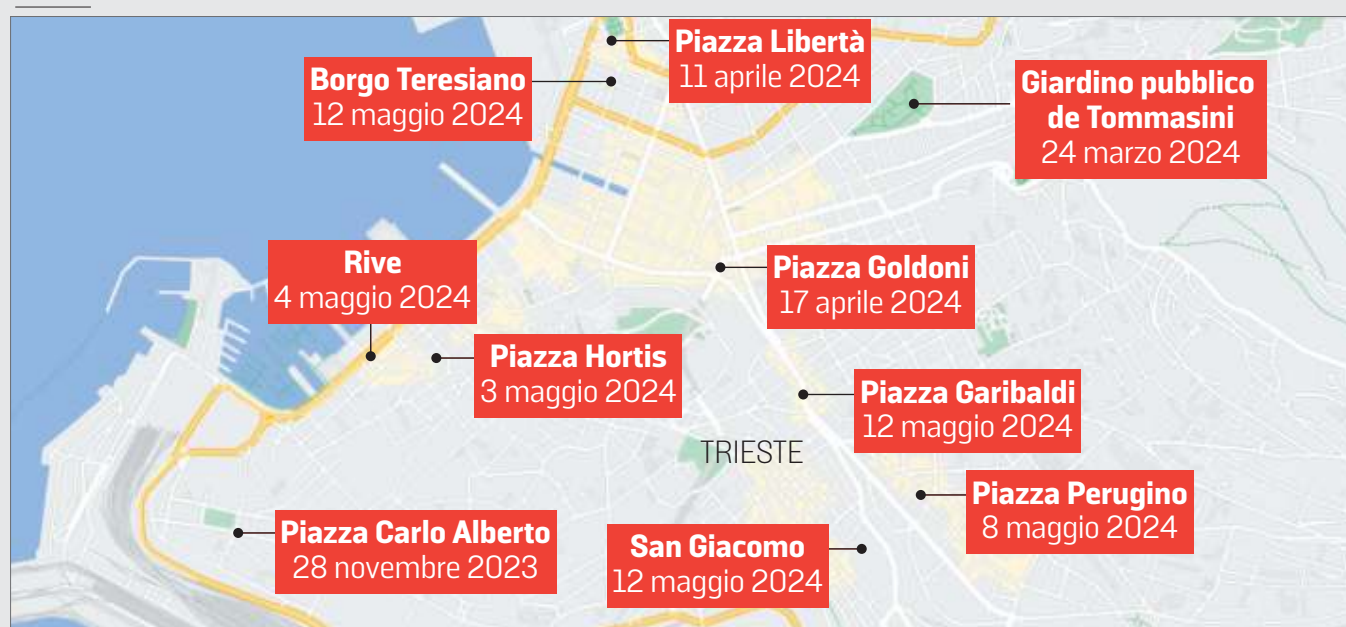 Piazza Libertà
11 aprile 2024
Borgo Teresiano
12 maggio 2024
Giardino pubblico
de Tommasini
24 marzo 2024
Rive
4 maggio 2024
Piazza Goldoni
17 aprile 2024
Piazza Hortis
3 maggio 2024
Piazza Garibaldi
12 maggio 2024
TRIESTE
Piazza Perugino
8 maggio 2024
Piazza Carlo Alberto
28 novembre 2023
San Giacomo
12 maggio 2024